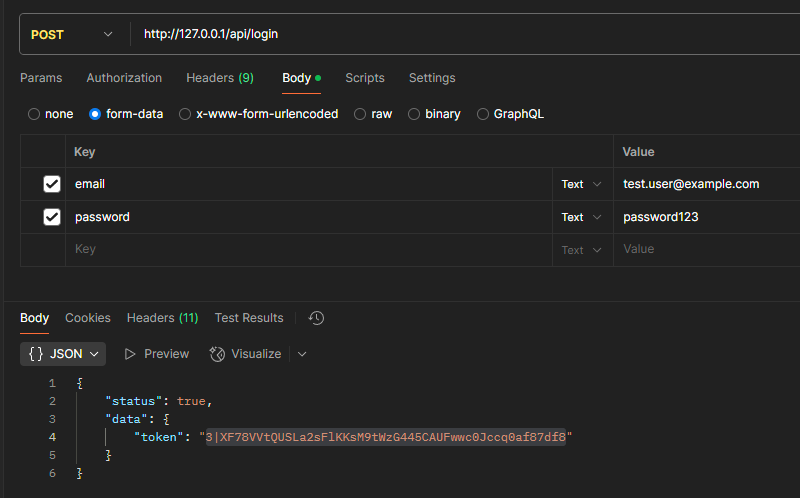 POST http://127.0.0.1/api/login
Params Authorization Headers (9) Body Scripts Settings
none form-data x-www-form-urlencoded raw binary GraphQL
Key Value
email Text test.user@example.com
password Text password123
Key Text Value
Body Cookies Headers (11) Test Results
{} JSON Preview Visualize
1 {
2 "status": true,
3 "data": {
4 "token": "3|XF78VVtQUSLa2sFlKKsM9tWzG445CAUFwwc0Jccq0af87df8"
5 }
6 }